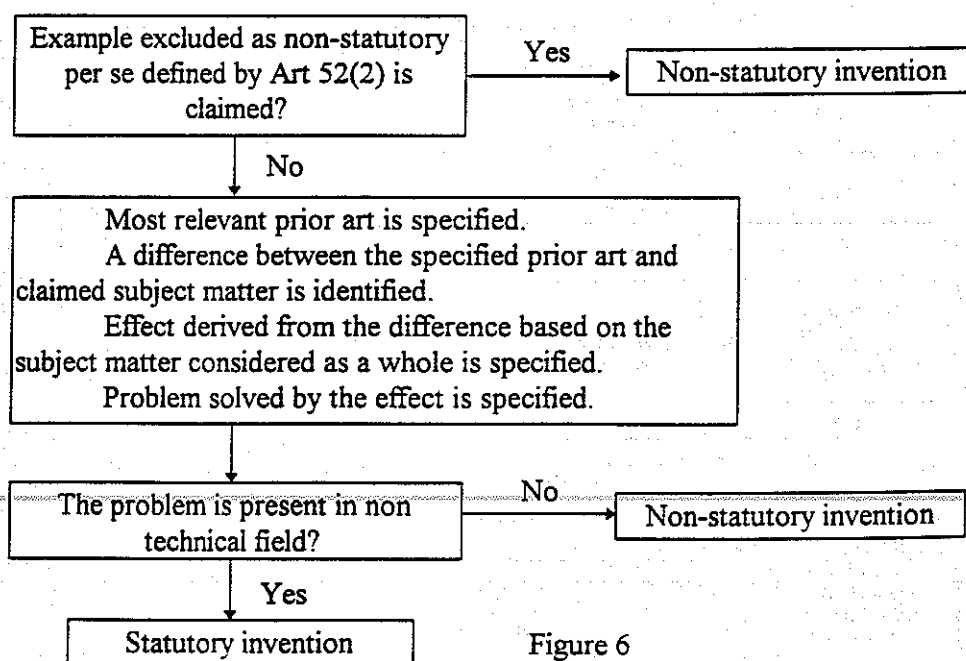 Example excluded as non-statutory
per se defined by Art 52(2) is
claimed?
Yes
Non-statutory invention
No
Most relevant prior art is specified.
A difference between the specified prior art and
claimed subject matter is identified.
Effect derived from the difference based on the
subject matter considered as a whole is specified.
Problem solved by the effect is specified.
The problem is present in non
technical field?
No
Non-statutory invention
Yes
Statutory invention
Figure 6